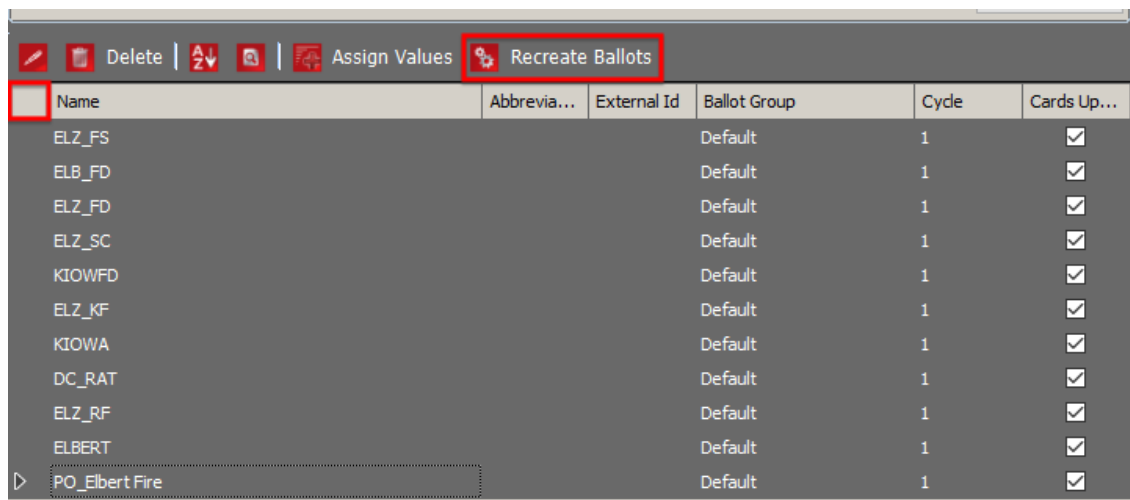 Delete Assign Values Recreate Ballots
Name Abbrevia... External Id Ballot Group Cycle Cards Up...
ELZ_FS Default 1
ELB_FD Default 1
ELZ_FD Default 1
ELZ_SC Default 1
KIOWFD Default 1
ELZ_KF Default 1
KIOWA Default 1
DC_RAT Default 1
ELZ_RF Default 1
ELBERT Default 1
PO_Elbert Fire Default 1